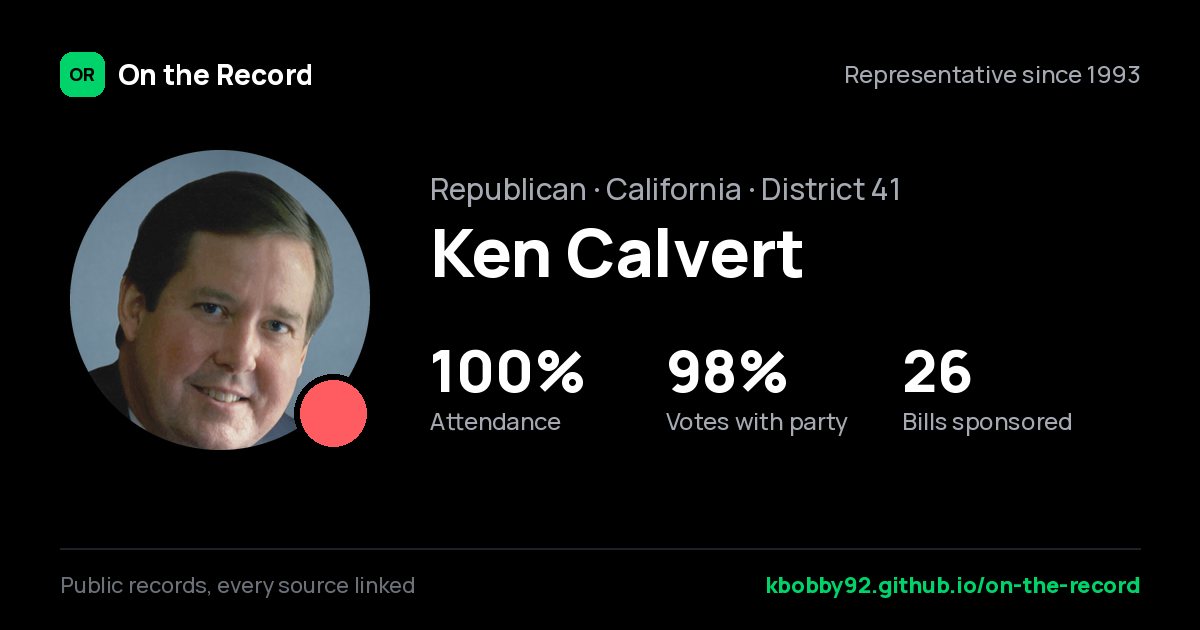 OR On the Record
Representative since 1993
Republican · California · District 41
Ken Calvert
100% 98% 26
Attendance Votes with party Bills sponsored
Public records, every source linked
kbobby92.github.io/on-the-record